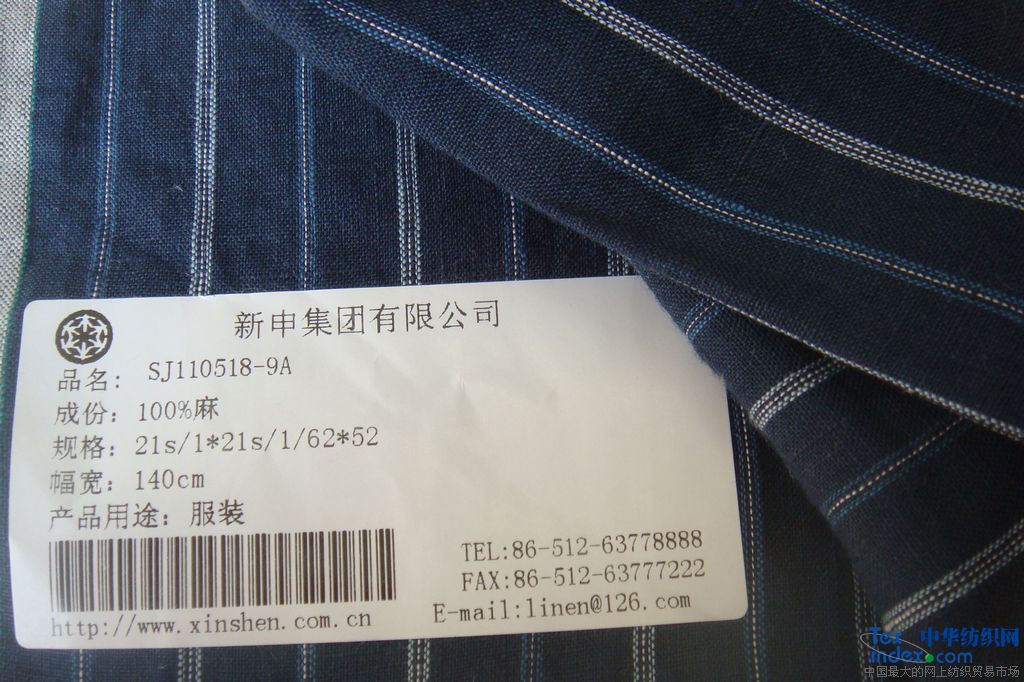 新申集团有限公司
品名: SJ110518-9A
成份: 100%麻
规格: 21s/1*21s/1/62*52
幅宽: 140cm
产品用途: 服装
TEL:86-512-63778888
FAX:86-512-63777222
E-mail:linen@126.com
http://www.xinshen.com.cn
Tex 中华纺织网
index.com
中国最大的网上纺织贸易市场